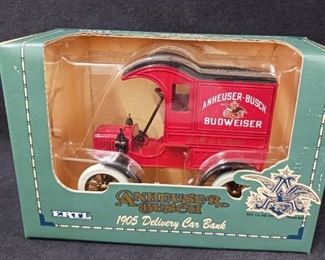 ANHEUSER-BUSCH
BUDWEISER
ERTL
ANHEUSER
BUSCH
1905 Delivery Car Bank